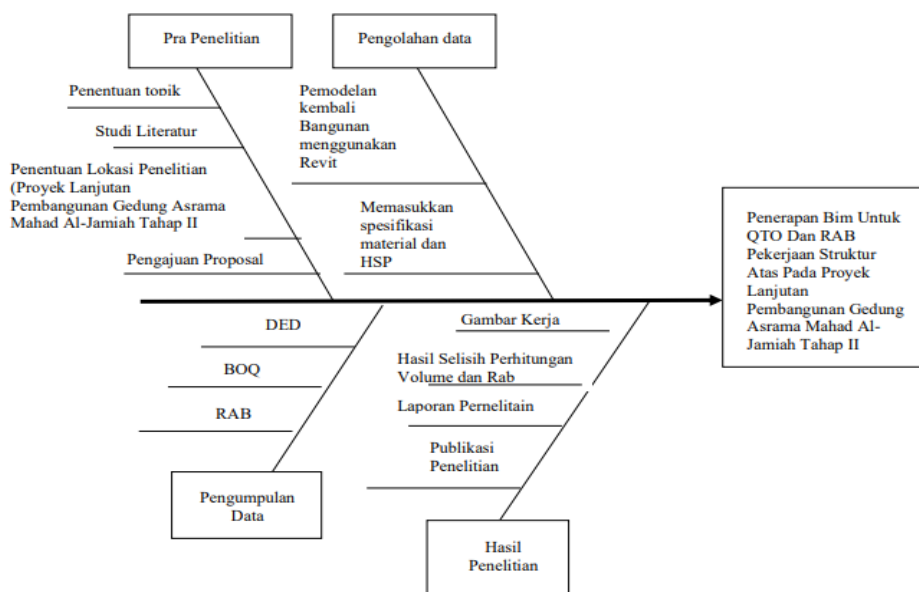 Pra Penelitian
Pengolahan data
Penentuan topik
Studi Literatur
Penentuan Lokasi Penelitian
(Proyek Lanjutan
Pembangunan Gedung Asrama
Mahad Al-Jamiah Tahap II
Pengajuan Proposal
Pemodelan
kembali
Bangunan
menggunakan
Revit
Memasukkan
spesifikasi
material dan
HSP
Penerapan Bim Untuk
QTO Dan RAB
Pekerjaan Struktur
Atas Pada Proyek
Lanjutan
Pembangunan Gedung
Asrama Mahad Al-
Jamiah Tahap II
DED
BOQ
RAB
Pengumpulan
Data
Gambar Kerja
Hasil Selisih Perhitungan
Volume dan Rab
Laporan Pernelitain
Publikasi
Penelitian
Hasil
Penelitian